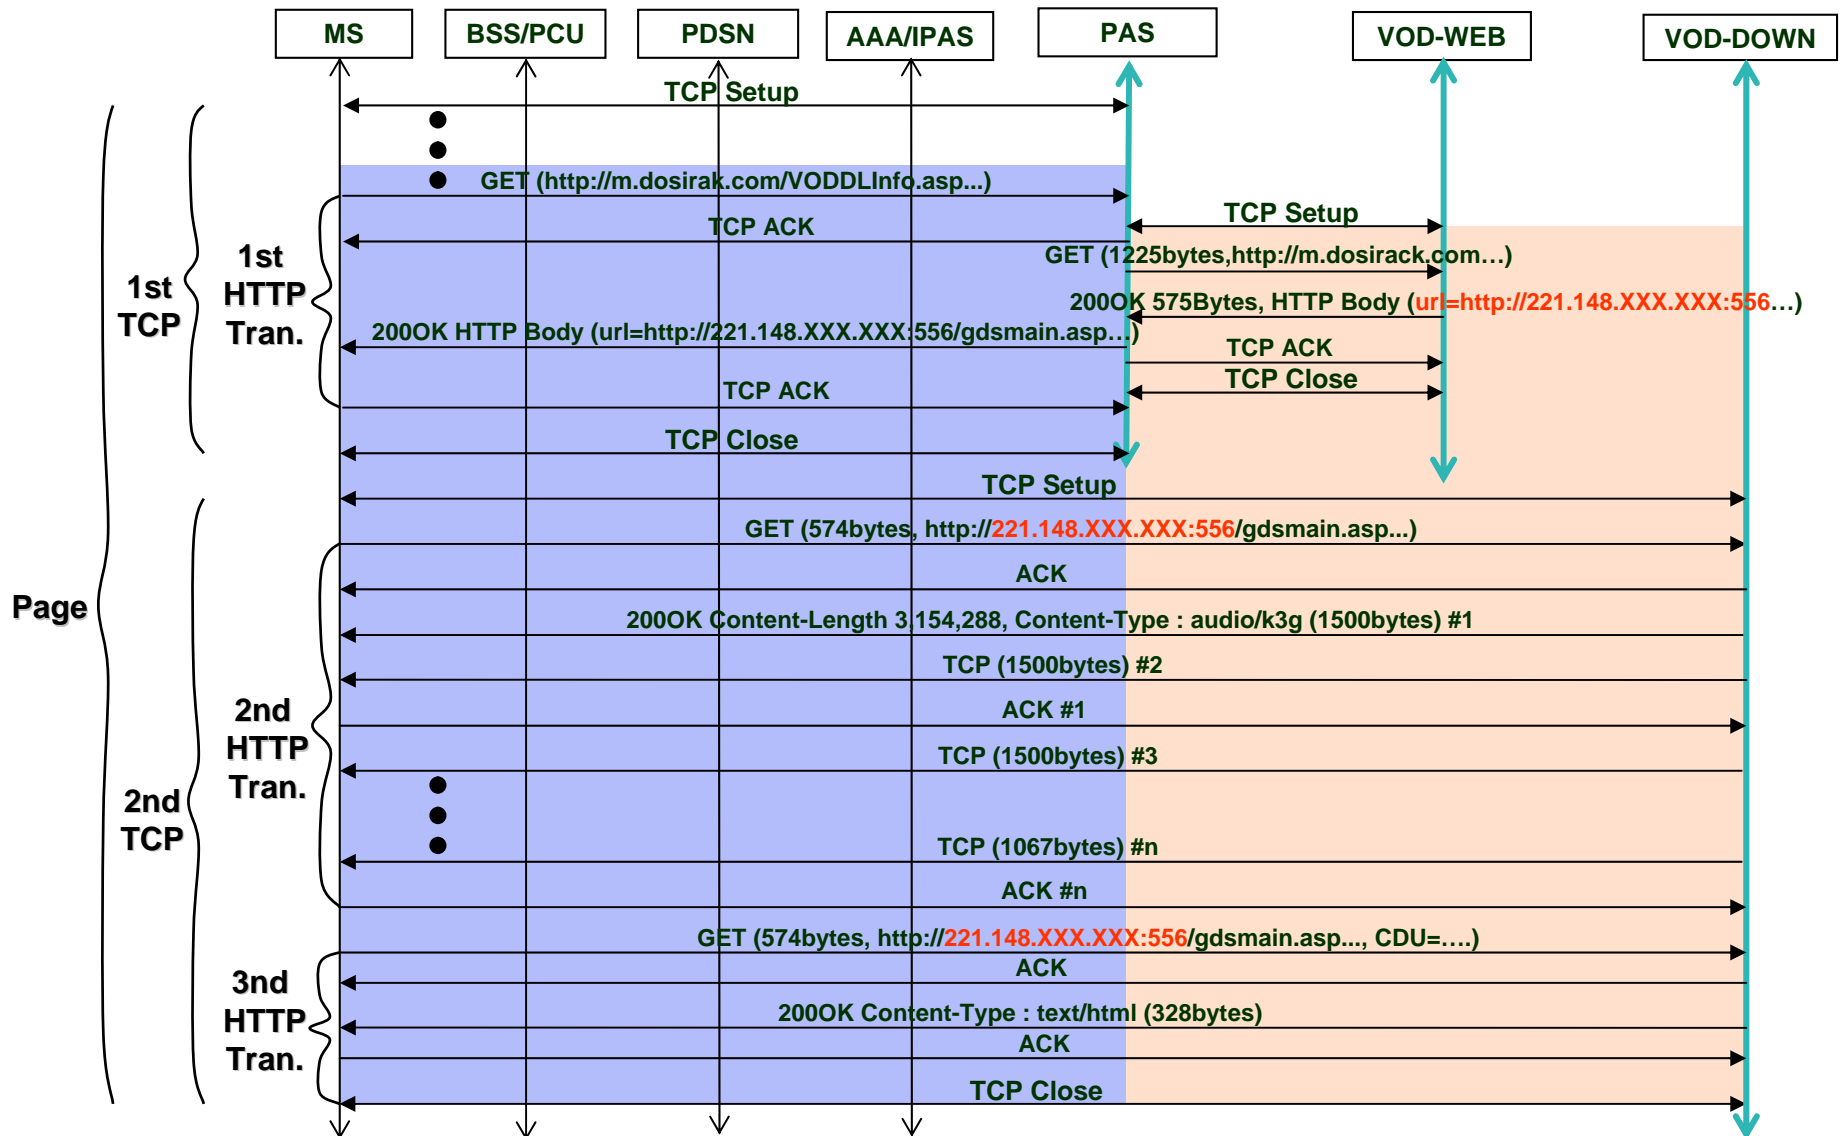 MS
BSS/PCU
PDSN
AAA/IPAS
PAS
VOD-WEB
VOD-DOWN
TCP Setup
GET (http://m.dosirak.com/VODDLInfo.asp...)
TCP Setup
TCP ACK
GET (1225bytes,http://m.dosirack.com…)
1st
HTTP
Tran.
1st
TCP
200OK 575Bytes, HTTP Body (url=http://221.148.XXX.XXX:556…)
200OK HTTP Body (url=http://221.148.XXX.XXX:556/gdsmain.asp…)
TCP ACK
TCP Close
TCP ACK
TCP Close
TCP Setup
GET (574bytes, http://221.148.XXX.XXX:556/gdsmain.asp...)
ACK
Page
200OK Content-Length 3,154,288, Content-Type : audio/k3g (1500bytes) #1
TCP (1500bytes) #2
ACK #1
2nd
HTTP
Tran.
TCP (1500bytes) #3
2nd
TCP
TCP (1067bytes) #n
ACK #n
GET (574bytes, http://221.148.XXX.XXX:556/gdsmain.asp..., CDU=….)
ACK
3nd
HTTP
Tran.
200OK Content-Type : text/html (328bytes)
ACK
TCP Close